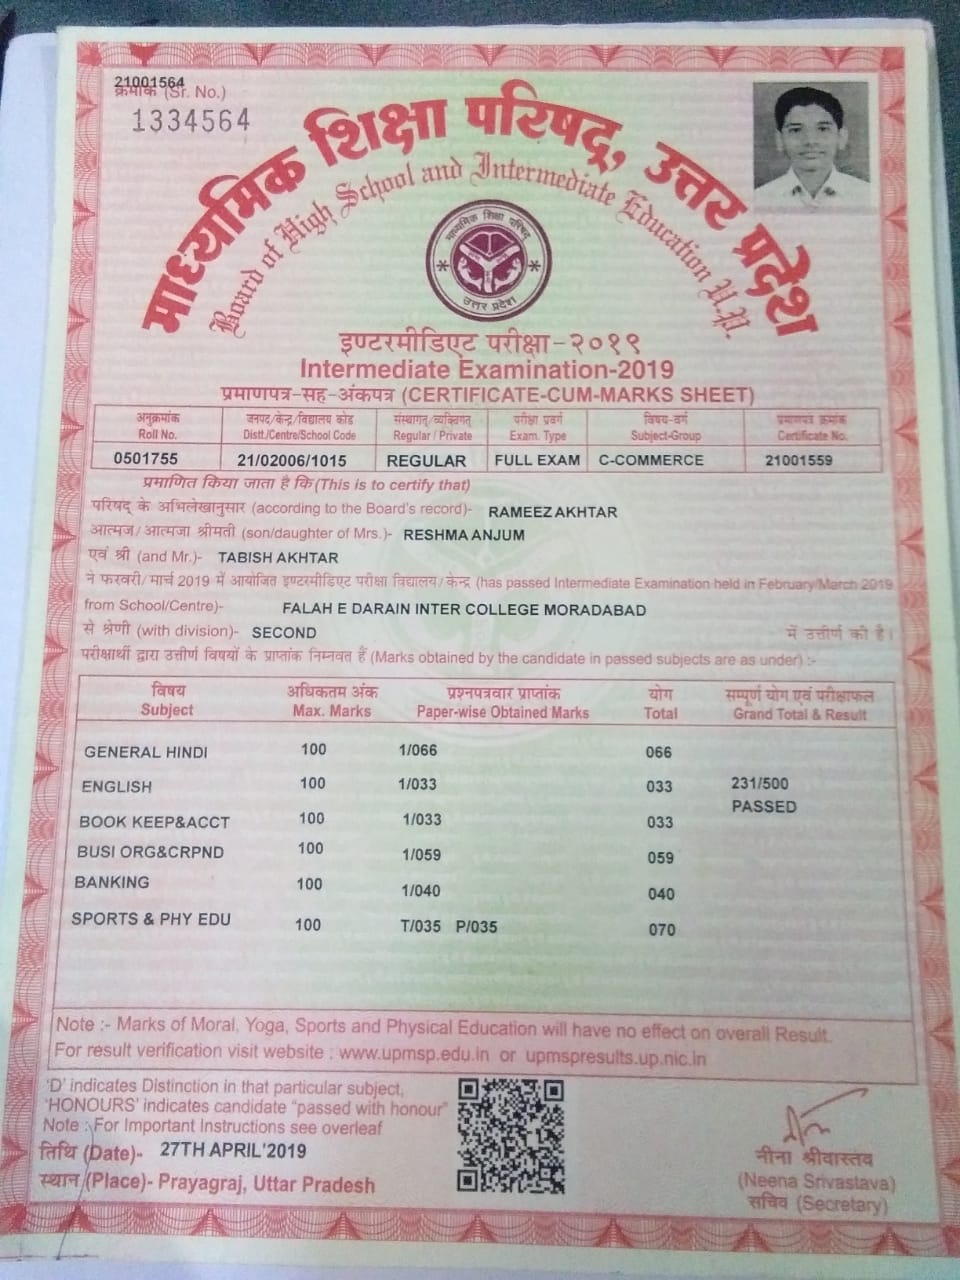 21001564
क्रमांक (Sr. No.)
1334564
माध्यमिक शिक्षा परिषद्, उत्तर प्रदेश
Board of High School and Intermediate Education U.P.
माध्यमिक शिक्षा परिषद्
उत्तर प्रदेश
इण्टरमीडिएट परीक्षा-२०१९
Intermediate Examination-2019
प्रमाणपत्र-सह-अंकपत्र (CERTIFICATE-CUM-MARKS SHEET)
अनुक्रमांक जनपद/केन्द्र/विद्यालय कोड संस्थागत/व्यक्तिगत परीक्षा प्रवर्ग विषय-वर्ग प्रमाणपत्र क्रमांक
Roll No. Distt./Centre/School Code Regular / Private Exam. Type Subject-Group Certificate No.
0501755 21/02006/1015 REGULAR FULL EXAM C-COMMERCE 21001559
प्रमाणित किया जाता है कि (This is to certify that)
परिषद् के अभिलेखानुसार (according to the Board's record)- RAMEEZ AKHTAR
आत्मज/आत्मजा श्रीमती (son/daughter of Mrs.)- RESHMA ANJUM
एवं श्री (and Mr.)- TABISH AKHTAR
ने फरवरी/मार्च 2019 में आयोजित इण्टरमीडिएट परीक्षा विद्यालय/केन्द्र (has passed Intermediate Examination held in February/March 2019
from School/Centre)- FALAH E DARAIN INTER COLLEGE MORADABAD
से श्रेणी (with division)- SECOND में उत्तीर्ण की है।
परीक्षार्थी द्वारा उत्तीर्ण विषयों के प्राप्तांक निम्नवत हैं (Marks obtained by the candidate in passed subjects are as under) :-
विषय अधिकतम अंक प्रश्नपत्रवार प्राप्तांक योग सम्पूर्ण योग एवं परीक्षाफल
Subject Max. Marks Paper-wise Obtained Marks Total Grand Total & Result
GENERAL HINDI 100 1/066 066
ENGLISH 100 1/033 033 231/500
PASSED
BOOK KEEP&ACCT 100 1/033 033
BUSI ORG&CRPND 100 1/059 059
BANKING 100 1/040 040
SPORTS & PHY EDU 100 T/035 P/035 070
Note :- Marks of Moral, Yoga, Sports and Physical Education will have no effect on overall Result.
For result verification visit website : www.upmsp.edu.in or upmspresults.up.nic.in
'D' indicates Distinction in that particular subject,
'HONOURS' indicates candidate "passed with honour"
Note :- For Important Instructions see overleaf
तिथि (Date)- 27TH APRIL'2019
स्थान (Place)- Prayagraj, Uttar Pradesh
नीना श्रीवास्तव
(Neena Srivastava)
सचिव (Secretary)